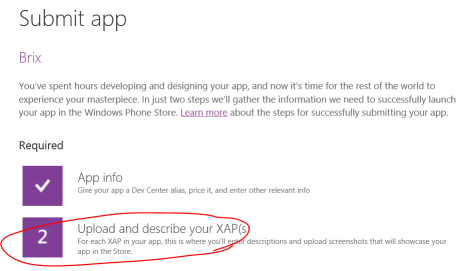 Submit app
Brix
You've spent hours developing and designing your app, and now it's time for the rest of the world to
experience your masterpiece. In just two steps we'll gather the information we need to successfully launch
your app in the Windows Phone Store. Learn more about the steps for successfully submitting your app.
Required
App info
Give your app a Dev Center alias, price it, and enter other relevant info
2
Upload and describe your XAP(s)
For each XAP in your app, this is where you'll enter descriptions and upload screenshots that will showcase your
app in the Store.